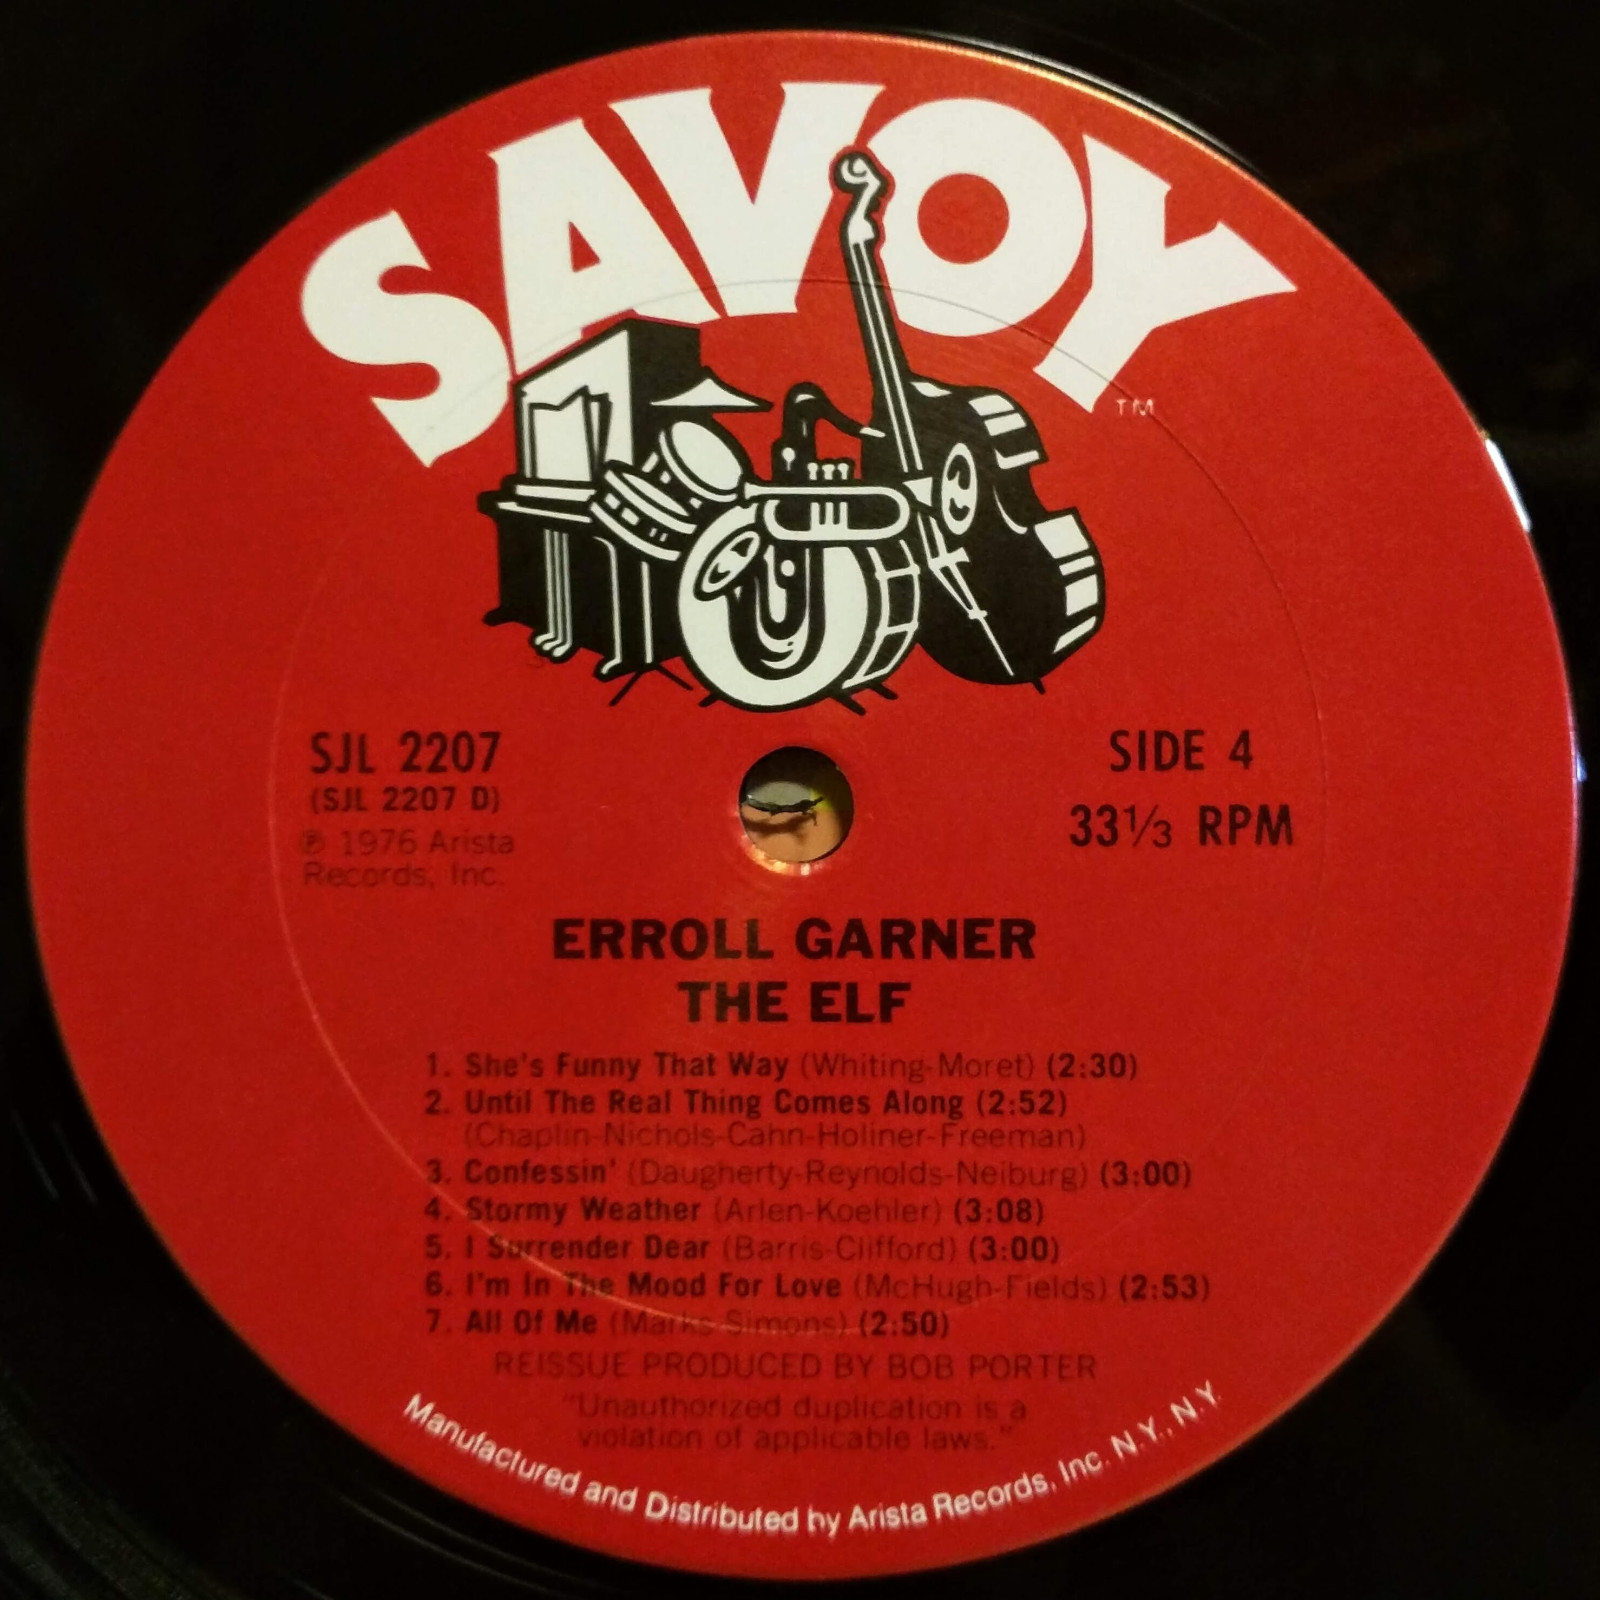 SAVOY
TM
SJL 2207
(SJL 2207 D)
℗ 1976 Arista
Records, Inc.
SIDE 4
33⅓ RPM
ERROLL GARNER
THE ELF
1. She's Funny That Way (Whiting-Moret) (2:30)
2. Until The Real Thing Comes Along (2:52)
(Chaplin-Nichols-Cahn-Holiner-Freeman)
3. Confessin' (Daugherty-Reynolds-Neiburg) (3:00)
4. Stormy Weather (Arlen-Koehler) (3:08)
5. I Surrender Dear (Barris-Clifford) (3:00)
6. I'm In The Mood For Love (McHugh-Fields) (2:53)
7. All Of Me (Marks-Simons) (2:50)
REISSUE PRODUCED BY BOB PORTER
"Unauthorized duplication is a
violation of applicable laws."
Manufactured and Distributed by Arista Records, Inc. N.Y., N.Y.